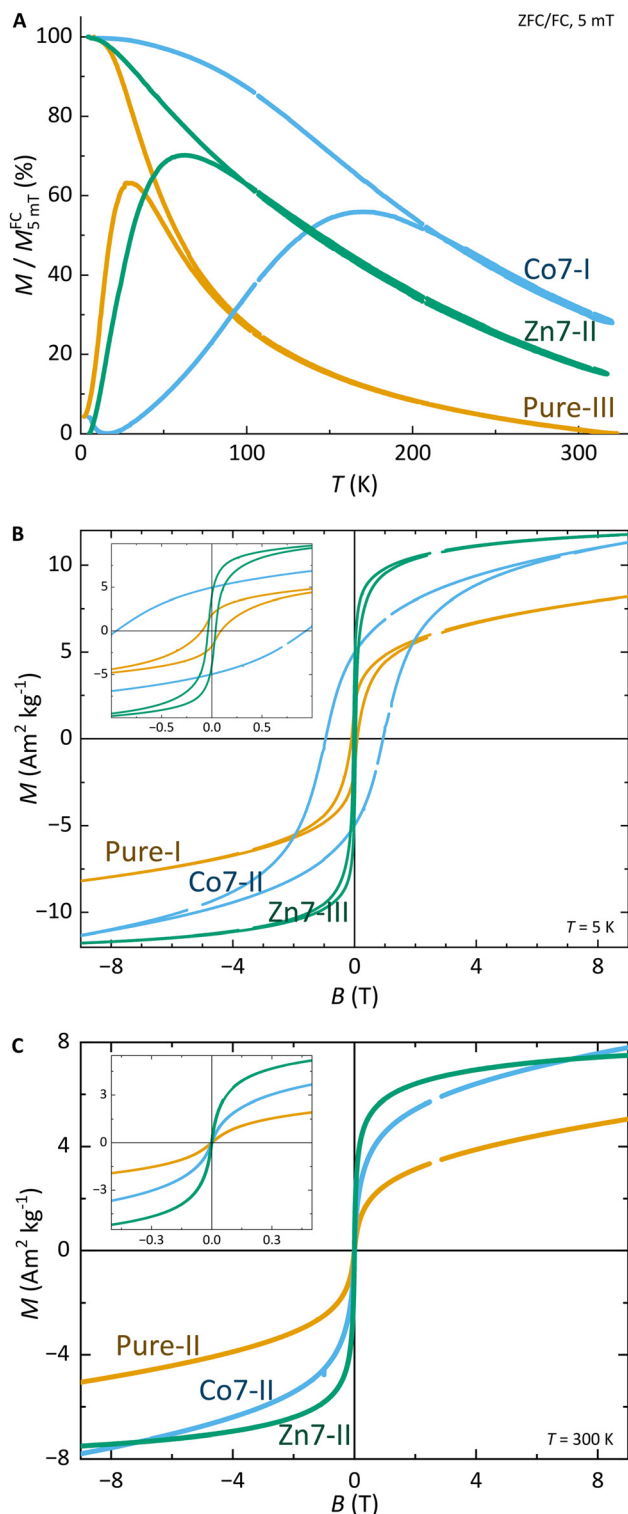 A
ZFC/FC, 5 mT
M / M^FC_5 mT (%)
100
80
60
40
20
0
Co7-I
Zn7-II
Pure-III
0
100
200
300
T (K)
B
M (Am² kg⁻¹)
10
5
0
−5
−10
5
0
−5
−0.5
0.0
0.5
Pure-I
Co7-II
Zn7-III
T = 5 K
−8
−4
0
4
8
B (T)
C
M (Am² kg⁻¹)
8
4
0
−4
−8
3
0
−3
−0.3
0.0
0.3
Pure-II
Co7-II
Zn7-II
T = 300 K
−8
−4
0
4
8
B (T)